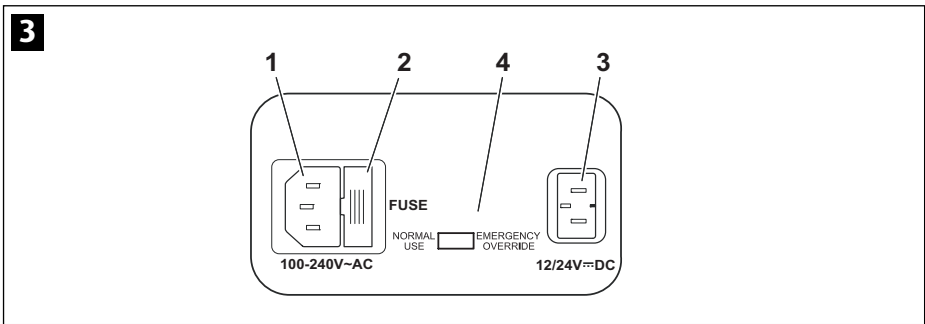 3
1 2 4 3
FUSE
NORMAL USE
EMERGENCY OVERRIDE
100-240V~AC
12/24V⎓DC